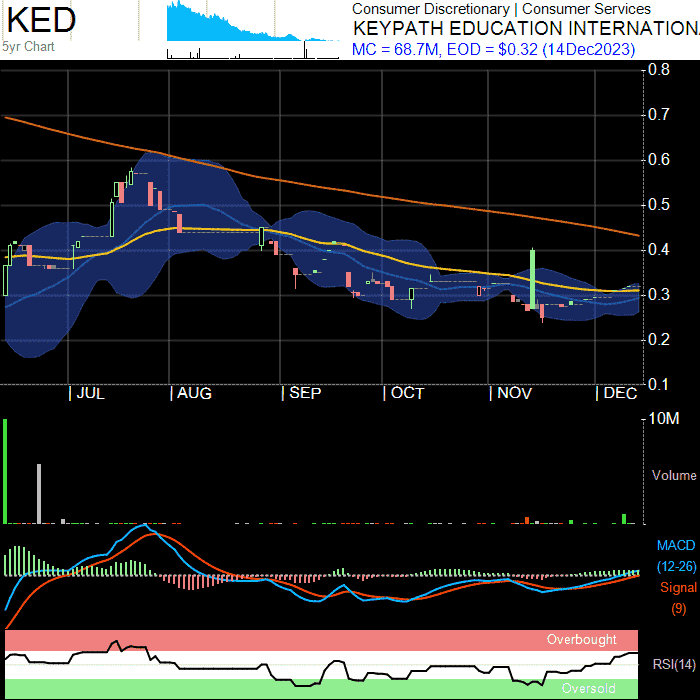 KED
5yr Chart
Consumer Discretionary | Consumer Services
KEYPATH EDUCATION INTERNATIONA
MC = 68.7M, EOD = $0.32 (14Dec2023)
0.8
0.7
0.6
0.5
0.4
0.3
0.2
0.1
| JUL | AUG | SEP | OCT | NOV | DEC
10M
Volume
MACD
(12-26)
Signal
(9)
Overbought
RSI(14)
Oversold